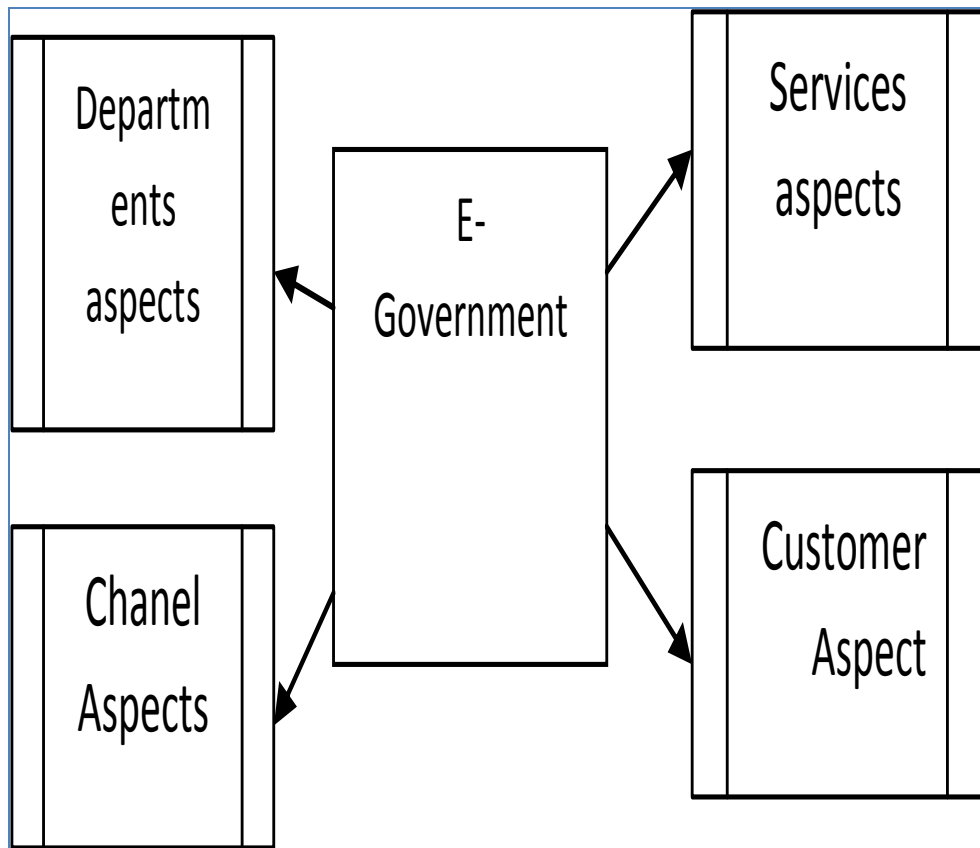 Departm
ents
aspects
Services
aspects
E-
Government
Chanel
Aspects
Customer
Aspect